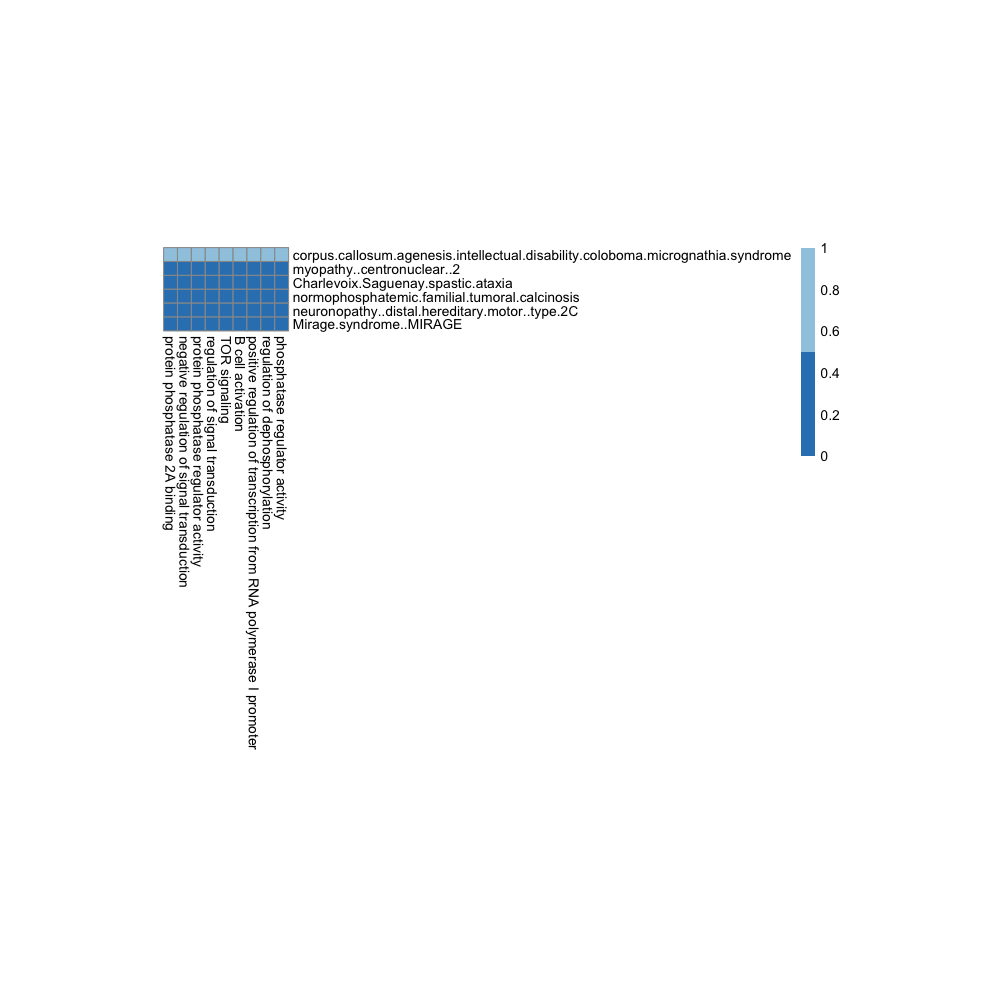 corpus.callosum.agenesis.intellectual.disability.coloboma.micrognathia.syndrome
myopathy..centronuclear..2
Charlevoix.Saguenay.spastic.ataxia
normophosphatemic.familial.tumoral.calcinosis
neuronopathy..distal.hereditary.motor..type.2C
Mirage.syndrome..MIRAGE
1
0.8
0.6
0.4
0.2
0
protein phosphatase 2A binding
negative regulation of signal transduction
protein phosphatase regulator activity
regulation of signal transduction
TOR signaling
B cell activation
positive regulation of transcription from RNA polymerase I promoter
regulation of dephosphorylation
phosphatase regulator activity